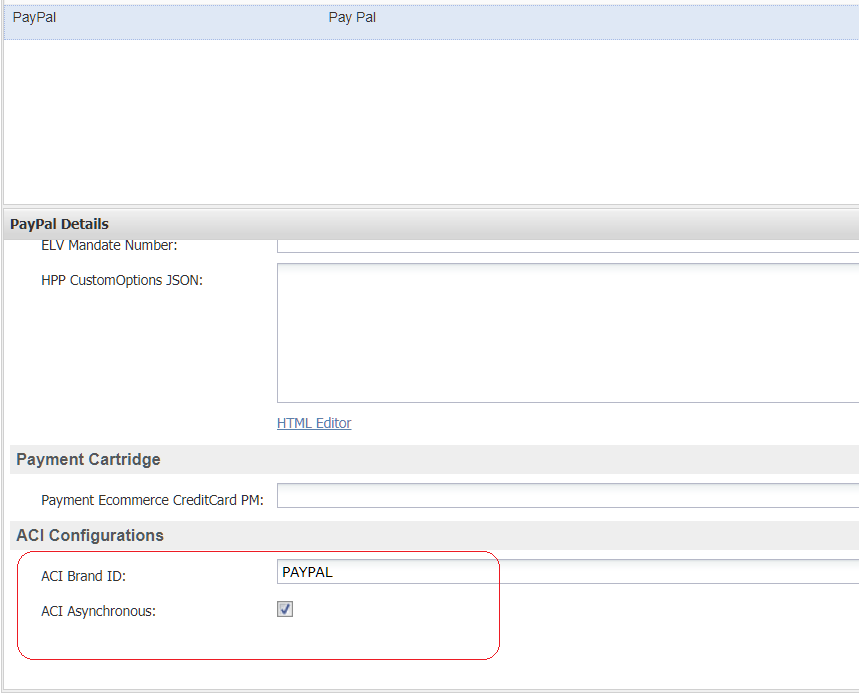 PayPal Pay Pal
PayPal Details
ELV Mandate Number:
HPP CustomOptions JSON:
HTML Editor
Payment Cartridge
Payment Ecommerce CreditCard PM:
ACI Configurations
ACI Brand ID: PAYPAL
ACI Asynchronous: